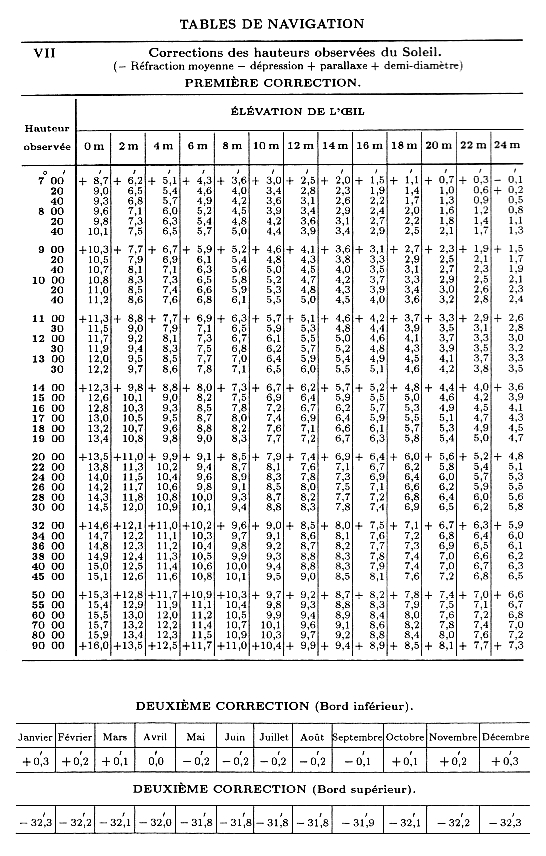 TABLES DE NAVIGATION
VII Corrections des hauteurs observées du Soleil.
(− Réfraction moyenne − dépression + parallaxe + demi-diamètre)
PREMIÈRE CORRECTION.
ÉLÉVATION DE L'ŒIL
Hauteur
observée 0 m 2 m 4 m 6 m 8 m 10 m 12 m 14 m 16 m 18 m 20 m 22 m 24 m
° ′ ′ ′ ′ ′ ′ ′ ′ ′ ′ ′ ′ ′ ′
7 00 + 8,7 + 6,2 + 5,1 + 4,3 + 3,6 + 3,0 + 2,5 + 2,0 + 1,5 + 1,1 + 0,7 + 0,3 − 0,1
20 9,0 6,5 5,4 4,6 4,0 3,4 2,8 2,3 1,9 1,4 1,0 0,6 + 0,2
40 9,3 6,8 5,7 4,9 4,2 3,6 3,1 2,6 2,2 1,7 1,3 0,9 0,5
8 00 9,6 7,1 6,0 5,2 4,5 3,9 3,4 2,9 2,4 2,0 1,6 1,2 0,8
20 9,8 7,3 6,3 5,4 4,8 4,2 3,6 3,1 2,7 2,2 1,8 1,4 1,1
40 10,1 7,5 6,5 5,7 5,0 4,4 3,9 3,4 2,9 2,5 2,1 1,7 1,3
9 00 +10,3 + 7,7 + 6,7 + 5,9 + 5,2 + 4,6 + 4,1 + 3,6 + 3,1 + 2,7 + 2,3 + 1,9 + 1,5
20 10,5 7,9 6,9 6,1 5,4 4,8 4,3 3,8 3,3 2,9 2,5 2,1 1,7
40 10,7 8,1 7,1 6,3 5,6 5,0 4,5 4,0 3,5 3,1 2,7 2,3 1,9
10 00 10,8 8,3 7,3 6,5 5,8 5,2 4,7 4,2 3,7 3,3 2,9 2,5 2,1
20 11,0 8,5 7,4 6,6 5,9 5,3 4,8 4,3 3,9 3,4 3,0 2,6 2,3
40 11,2 8,6 7,6 6,8 6,1 5,5 5,0 4,5 4,0 3,6 3,2 2,8 2,4
11 00 +11,3 + 8,8 + 7,7 + 6,9 + 6,3 + 5,7 + 5,1 + 4,6 + 4,2 + 3,7 + 3,3 + 2,9 + 2,6
30 11,5 9,0 7,9 7,1 6,5 5,9 5,3 4,8 4,4 3,9 3,5 3,1 2,8
12 00 11,7 9,2 8,1 7,3 6,7 6,1 5,5 5,0 4,6 4,1 3,7 3,3 3,0
30 11,9 9,4 8,3 7,5 6,8 6,2 5,7 5,2 4,8 4,3 3,9 3,5 3,2
13 00 12,0 9,5 8,5 7,7 7,0 6,4 5,9 5,4 4,9 4,5 4,1 3,7 3,3
30 12,2 9,7 8,6 7,8 7,1 6,5 6,0 5,5 5,1 4,6 4,2 3,8 3,5
14 00 +12,3 + 9,8 + 8,8 + 8,0 + 7,3 + 6,7 + 6,2 + 5,7 + 5,2 + 4,8 + 4,4 + 4,0 + 3,6
15 00 12,6 10,1 9,0 8,2 7,5 6,9 6,4 5,9 5,5 5,0 4,6 4,2 3,9
16 00 12,8 10,3 9,3 8,5 7,8 7,2 6,7 6,2 5,7 5,3 4,9 4,5 4,1
17 00 13,0 10,5 9,5 8,7 8,0 7,4 6,9 6,4 5,9 5,5 5,1 4,7 4,3
18 00 13,2 10,7 9,6 8,8 8,2 7,6 7,1 6,6 6,1 5,7 5,3 4,9 4,5
19 00 13,4 10,8 9,8 9,0 8,3 7,7 7,2 6,7 6,3 5,8 5,4 5,0 4,7
20 00 +13,5 +11,0 + 9,9 + 9,1 + 8,5 + 7,9 + 7,4 + 6,9 + 6,4 + 6,0 + 5,6 + 5,2 + 4,8
22 00 13,8 11,3 10,2 9,4 8,7 8,1 7,6 7,1 6,7 6,2 5,8 5,4 5,1
24 00 14,0 11,5 10,4 9,6 8,9 8,3 7,8 7,3 6,9 6,4 6,0 5,7 5,3
26 00 14,2 11,7 10,6 9,8 9,1 8,5 8,0 7,5 7,1 6,6 6,2 5,9 5,5
28 00 14,3 11,8 10,8 10,0 9,3 8,7 8,2 7,7 7,2 6,8 6,4 6,0 5,6
30 00 14,5 12,0 10,9 10,1 9,4 8,8 8,3 7,8 7,4 6,9 6,5 6,2 5,8
32 00 +14,6 +12,1 +11,0 +10,2 + 9,6 + 9,0 + 8,5 + 8,0 + 7,5 + 7,1 + 6,7 + 6,3 + 5,9
34 00 14,7 12,2 11,1 10,3 9,7 9,1 8,6 8,1 7,6 7,2 6,8 6,4 6,0
36 00 14,8 12,3 11,2 10,4 9,8 9,2 8,7 8,2 7,7 7,3 6,9 6,5 6,1
38 00 14,9 12,4 11,3 10,5 9,9 9,3 8,8 8,3 7,8 7,4 7,0 6,6 6,2
40 00 15,0 12,5 11,4 10,6 10,0 9,4 8,8 8,3 7,9 7,4 7,0 6,7 6,3
45 00 15,1 12,6 11,6 10,8 10,1 9,5 9,0 8,5 8,1 7,6 7,2 6,8 6,5
50 00 +15,3 +12,8 +11,7 +10,9 +10,3 + 9,7 + 9,2 + 8,7 + 8,2 + 7,8 + 7,4 + 7,0 + 6,6
55 00 15,4 12,9 11,9 11,1 10,4 9,8 9,3 8,8 8,3 7,9 7,5 7,1 6,7
60 00 15,5 13,0 12,0 11,2 10,5 9,9 9,4 8,9 8,4 8,0 7,6 7,2 6,8
70 00 15,7 13,2 12,2 11,4 10,7 10,1 9,6 9,1 8,6 8,2 7,8 7,4 7,0
80 00 15,9 13,4 12,3 11,5 10,9 10,3 9,7 9,2 8,8 8,4 8,0 7,6 7,2
90 00 +16,0 +13,5 +12,5 +11,7 +11,0 +10,4 + 9,9 + 9,4 + 8,9 + 8,5 + 8,1 + 7,7 + 7,3
DEUXIÈME CORRECTION (Bord inférieur).
Janvier Février Mars Avril Mai Juin Juillet Août Septembre Octobre Novembre Décembre
′ ′ ′ ′ ′ ′ ′ ′ ′ ′ ′ ′
+ 0,3 + 0,2 + 0,1 0,0 − 0,2 − 0,2 − 0,2 − 0,2 − 0,1 + 0,1 + 0,2 + 0,3
DEUXIÈME CORRECTION (Bord supérieur).
′ ′ ′ ′ ′ ′ ′ ′ ′ ′ ′ ′
− 32,3 − 32,2 − 32,1 − 32,0 − 31,8 − 31,8 − 31,8 − 31,8 − 31,9 − 32,1 − 32,2 − 32,3